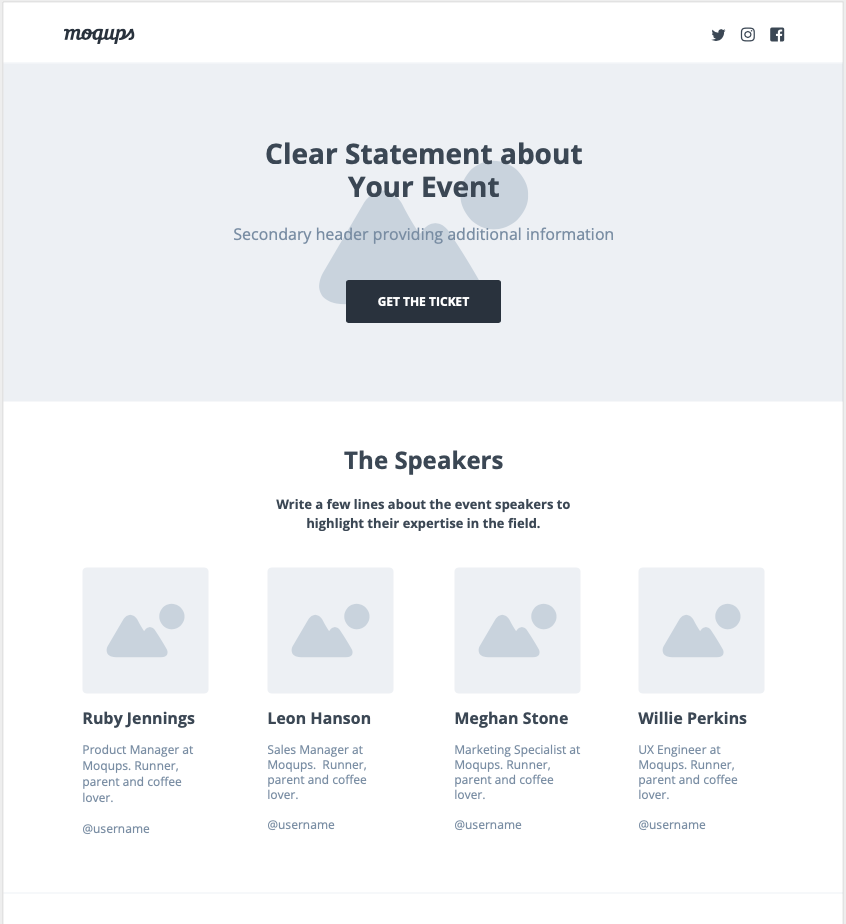 moqups
Clear Statement about
Your Event
Secondary header providing additional information
GET THE TICKET
The Speakers
Write a few lines about the event speakers to
highlight their expertise in the field.
Ruby Jennings
Product Manager at
Moqups. Runner,
parent and coffee
lover.
@username
Leon Hanson
Sales Manager at
Moqups.  Runner,
parent and coffee
lover.
@username
Meghan Stone
Marketing Specialist at
Moqups. Runner,
parent and coffee
lover.
@username
Willie Perkins
UX Engineer at
Moqups. Runner,
parent and coffee
lover.
@username